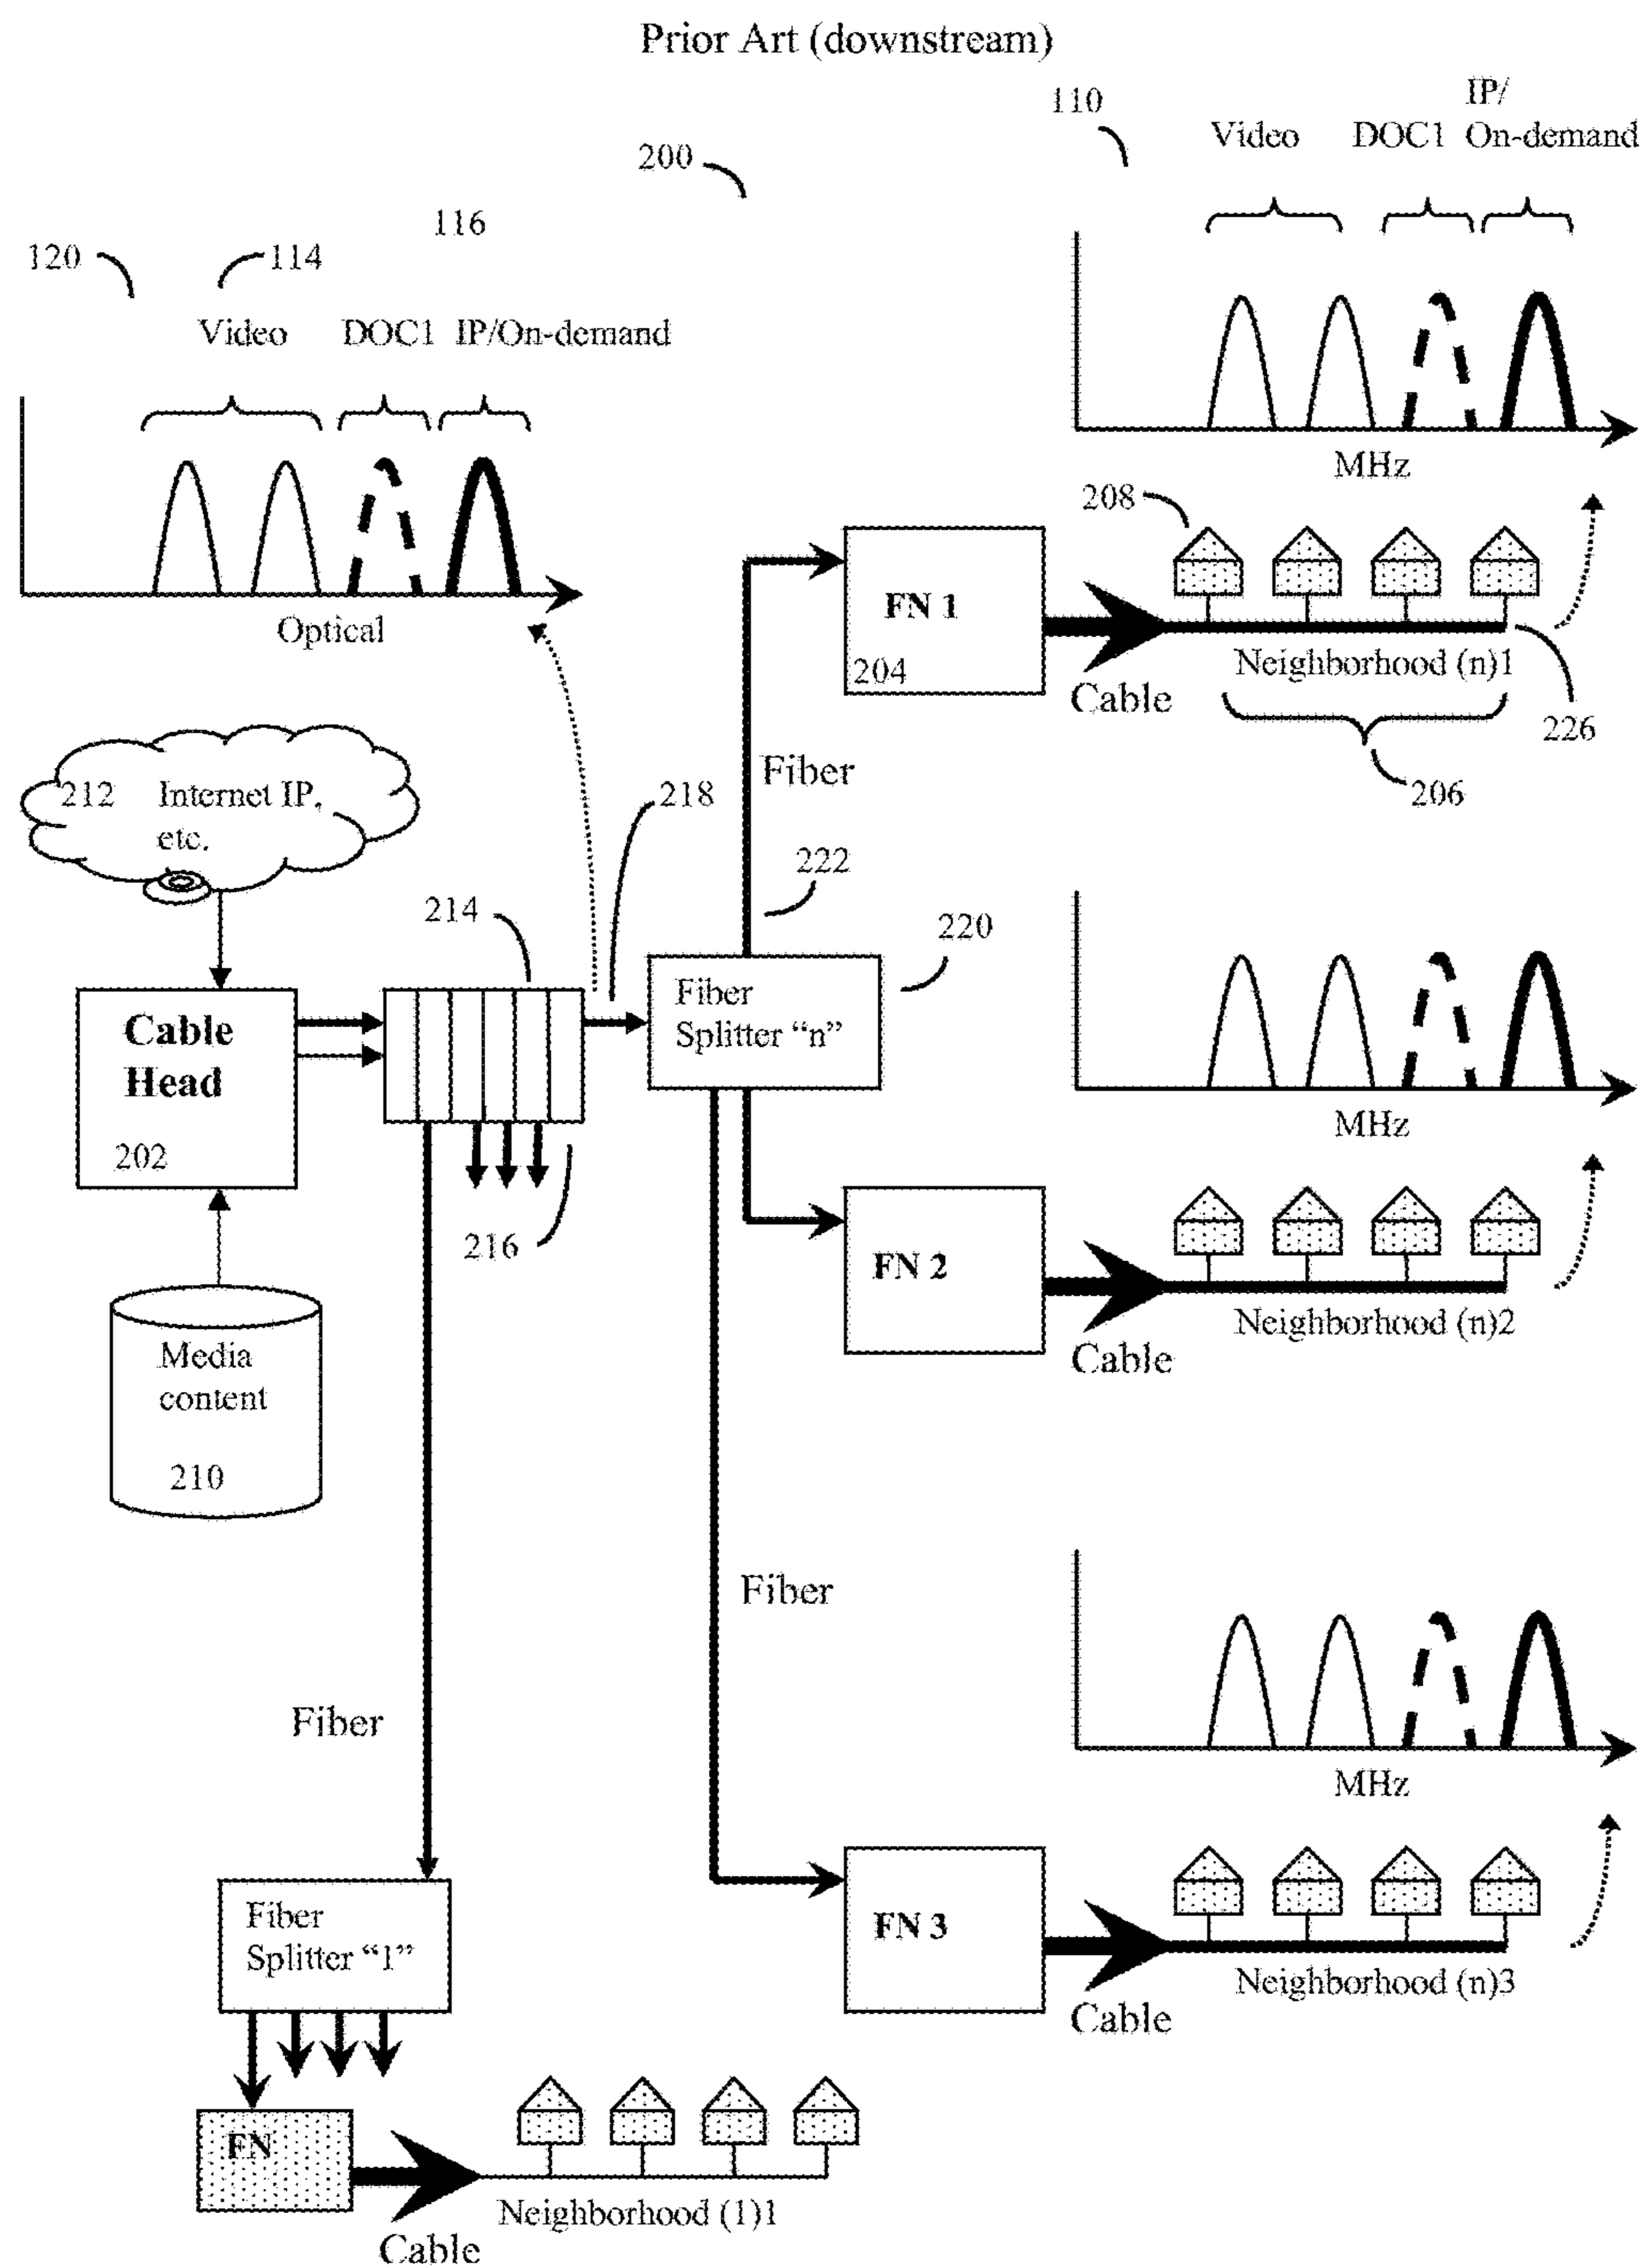 Prior Art (downstream)
110
IP/
Video DOC1 On-demand
200
116
120
114
Video DOC1 IP/On-demand
MHz
208
Optical
FN 1
204
Cable
Neighborhood (n)1
226
206
Fiber
212 Internet IP,
etc.
218
222
214
220
Fiber
Splitter “n”
Cable
Head
202
216
MHz
FN 2
Cable
Neighborhood (n)2
Media
content
210
Fiber
Fiber
MHz
FN 3
Cable
Neighborhood (n)3
Fiber
Splitter “1”
FN
Cable
Neighborhood (1)1